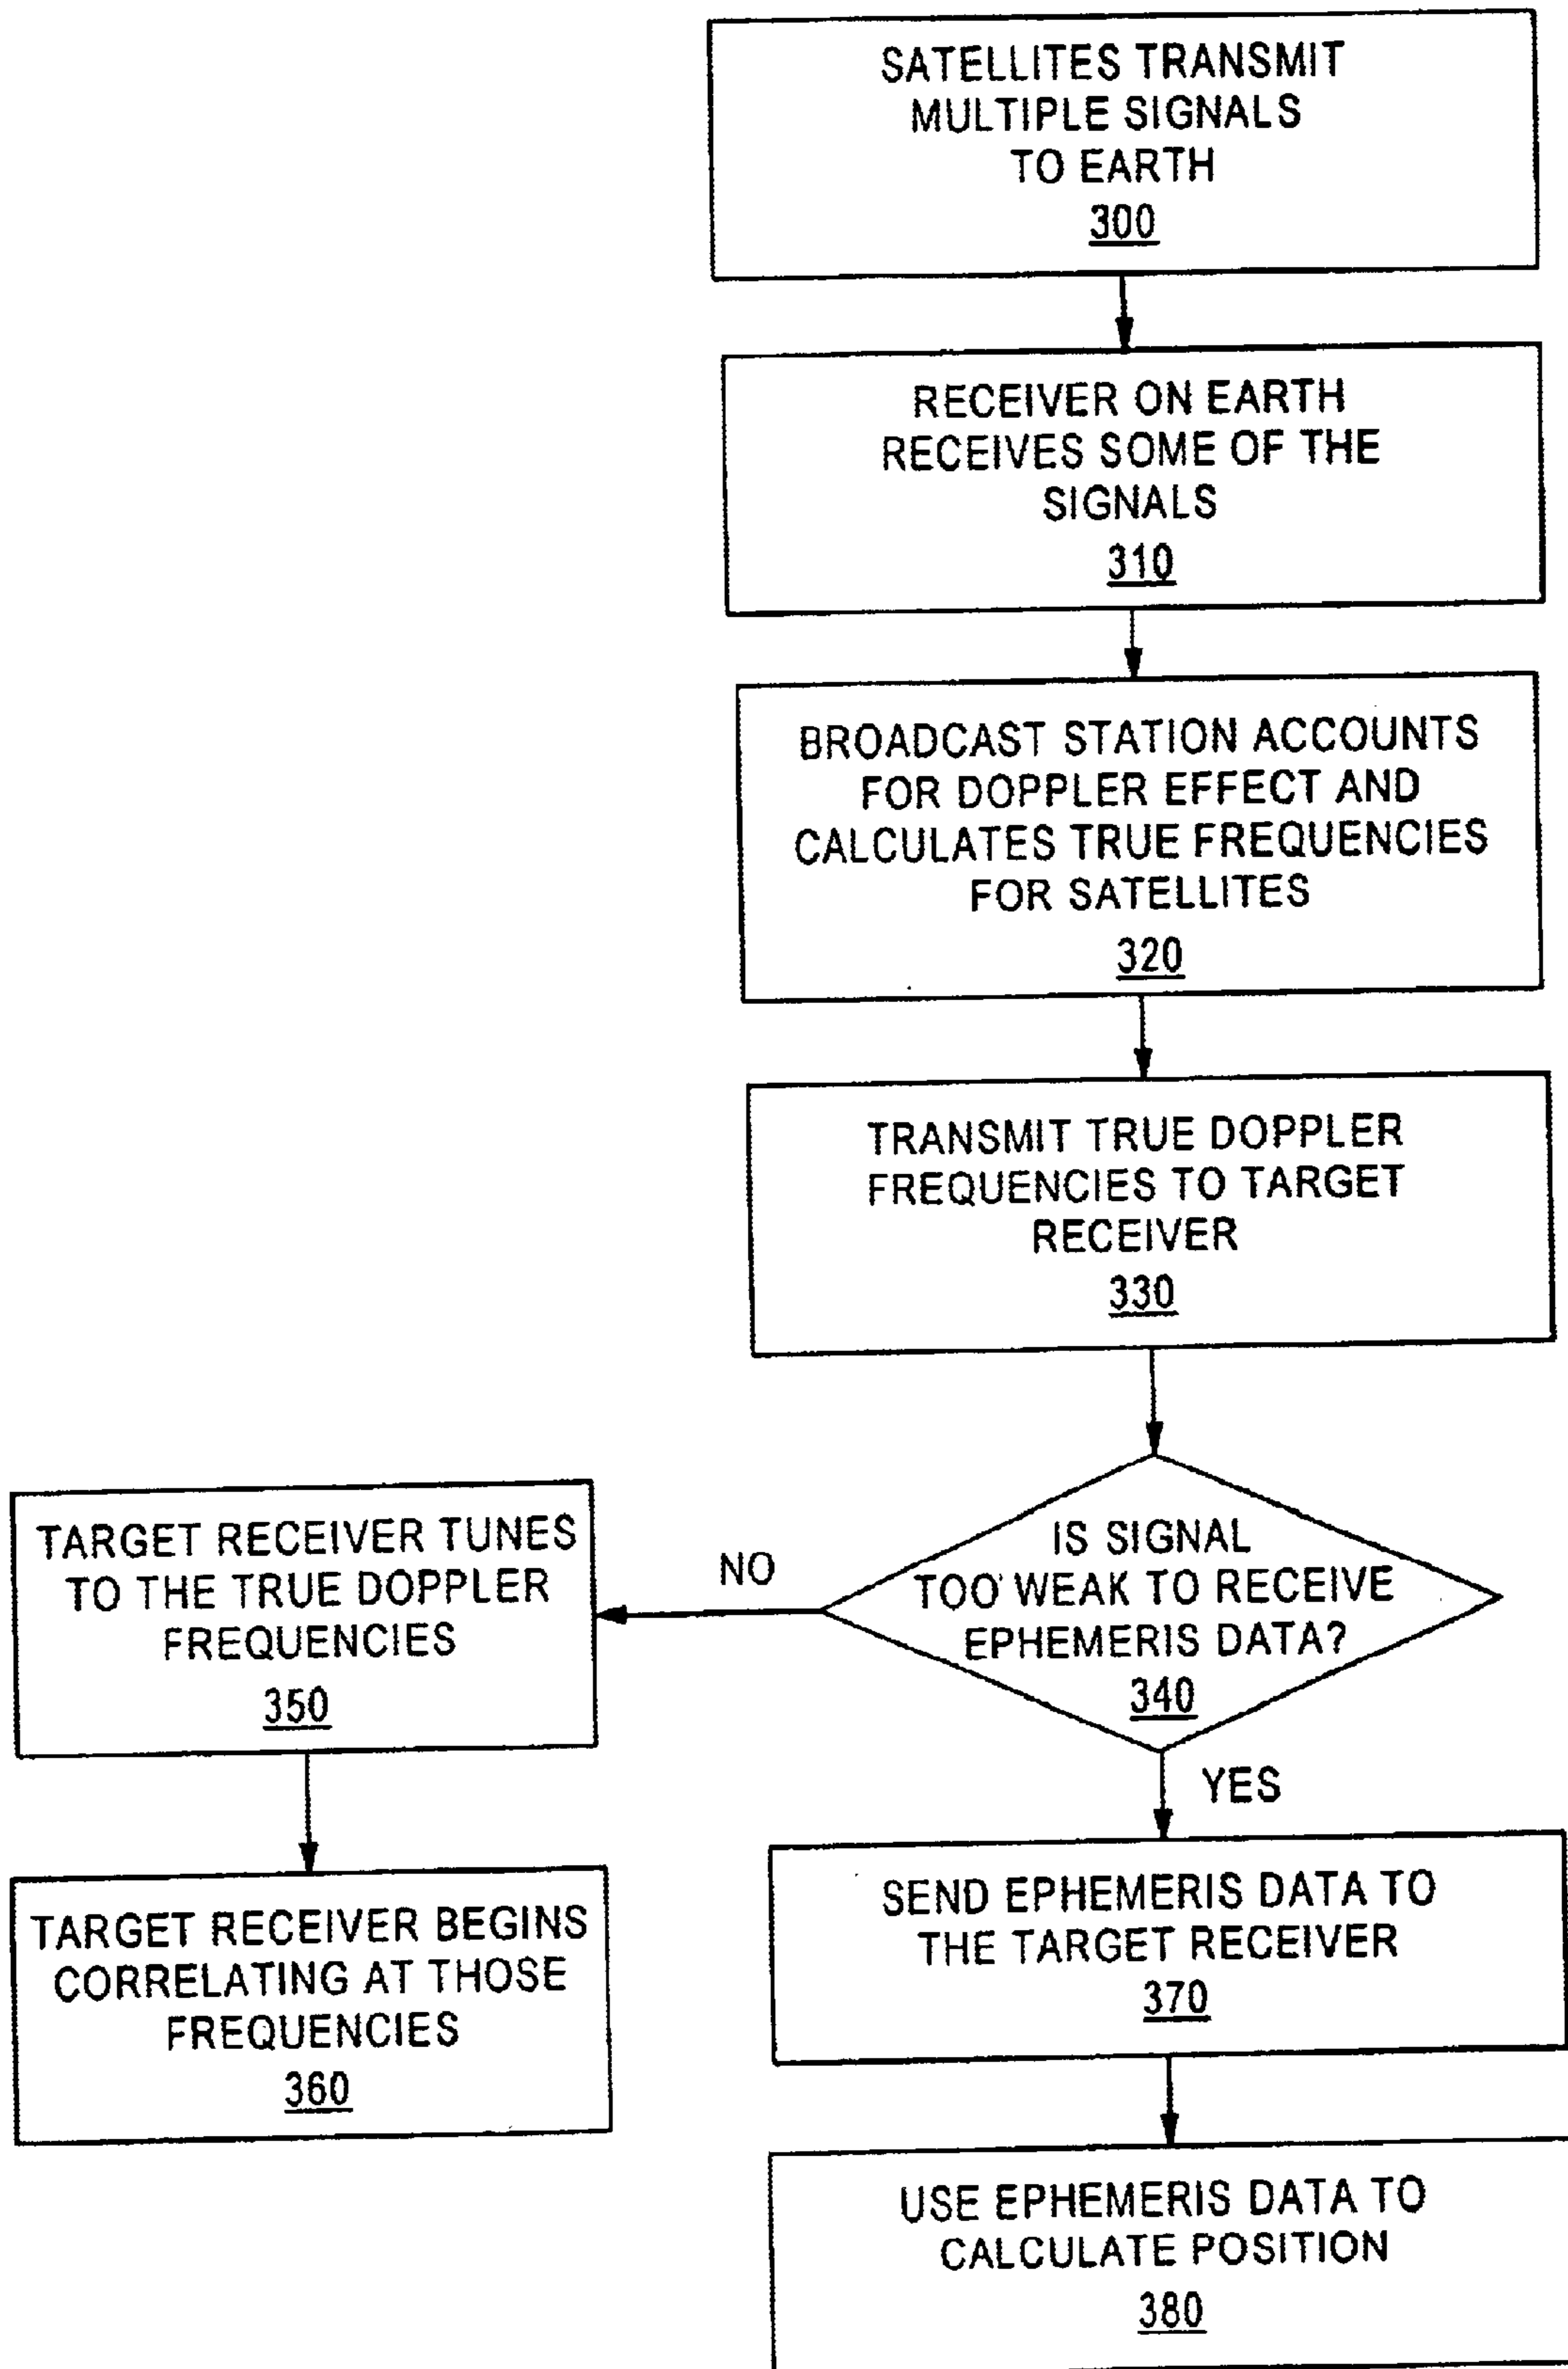 SATELLITES TRANSMIT
MULTIPLE SIGNALS
TO EARTH
300
RECEIVER ON EARTH
RECEIVES SOME OF THE
SIGNALS
310
BROADCAST STATION ACCOUNTS
FOR DOPPLER EFFECT AND
CALCULATES TRUE FREQUENCIES
FOR SATELLITES
320
TRANSMIT TRUE DOPPLER
FREQUENCIES TO TARGET
RECEIVER
330
IS SIGNAL
TOO WEAK TO RECEIVE
EPHEMERIS DATA?
340
NO
TARGET RECEIVER TUNES
TO THE TRUE DOPPLER
FREQUENCIES
350
TARGET RECEIVER BEGINS
CORRELATING AT THOSE
FREQUENCIES
360
YES
SEND EPHEMERIS DATA TO
THE TARGET RECEIVER
370
USE EPHEMERIS DATA TO
CALCULATE POSITION
380